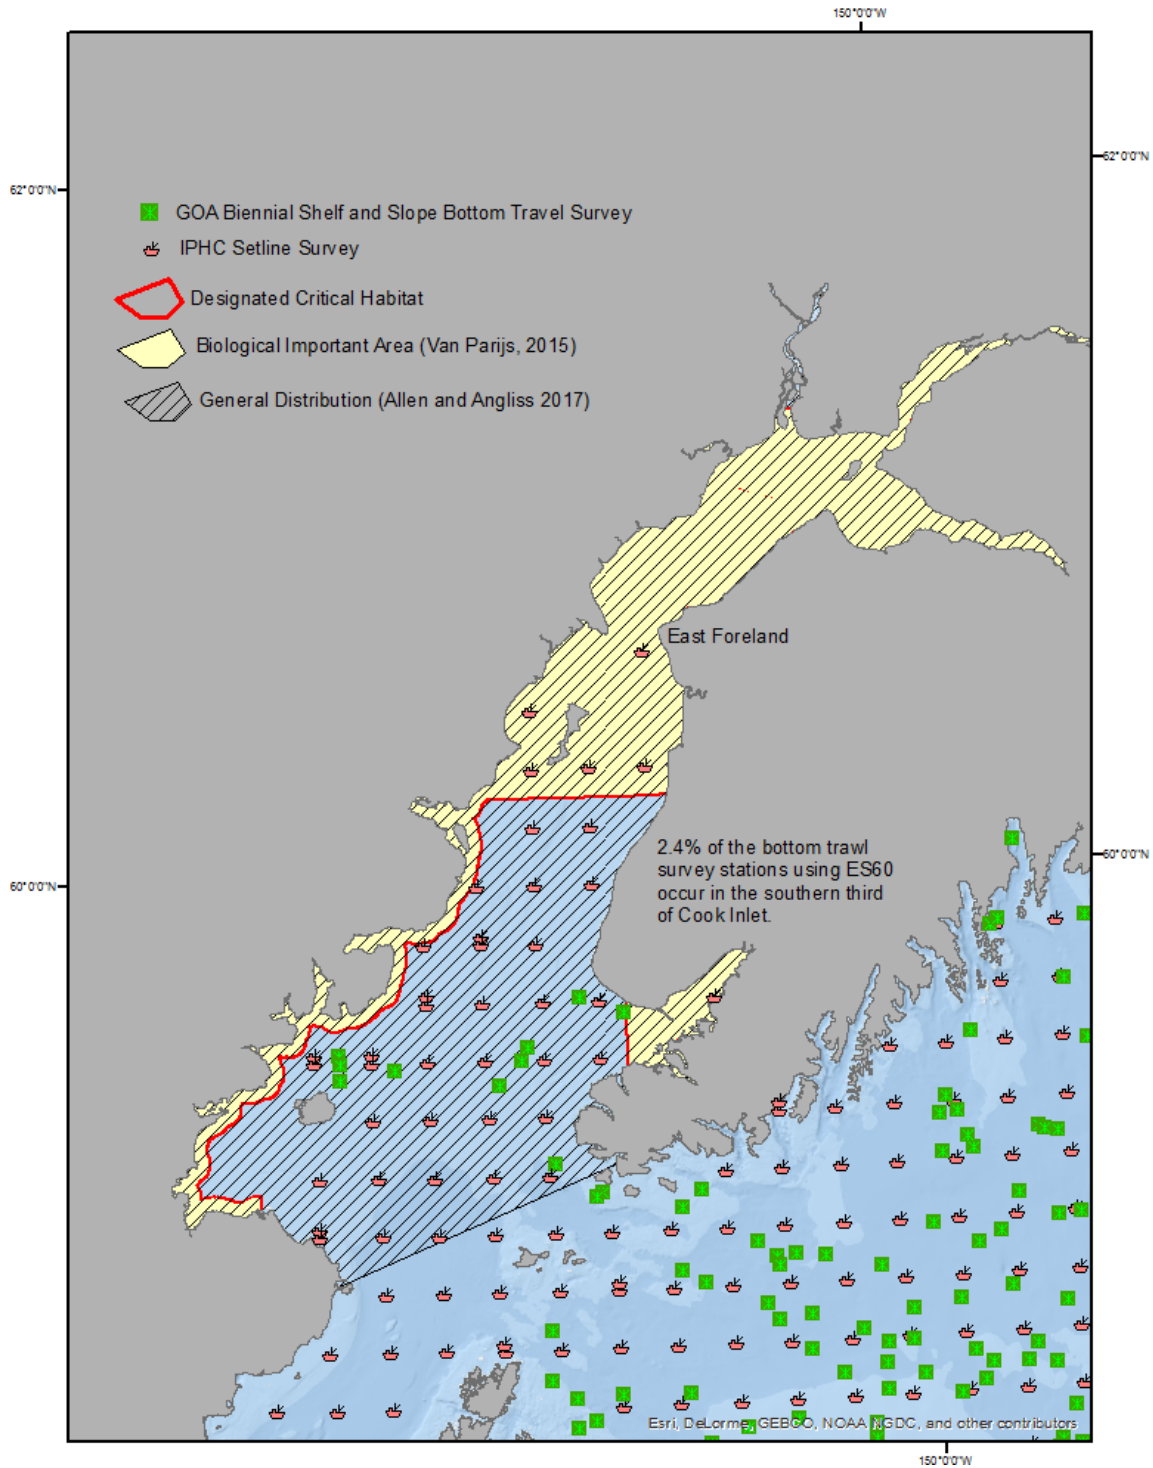 150°0'0"W
62°0'0"N
62°0'0"N
GOA Biennial Shelf and Slope Bottom Travel Survey
IPHC Setline Survey
Designated Critical Habitat
Biological Important Area (Van Parijs, 2015)
General Distribution (Allen and Angliss 2017)
East Foreland
2.4% of the bottom trawl
survey stations using ES60
occur in the southern third
of Cook Inlet.
60°0'0"N
60°0'0"N
Esri, DeLorme, GEBCO, NOAA NGDC, and other contributors
150°0'0"W